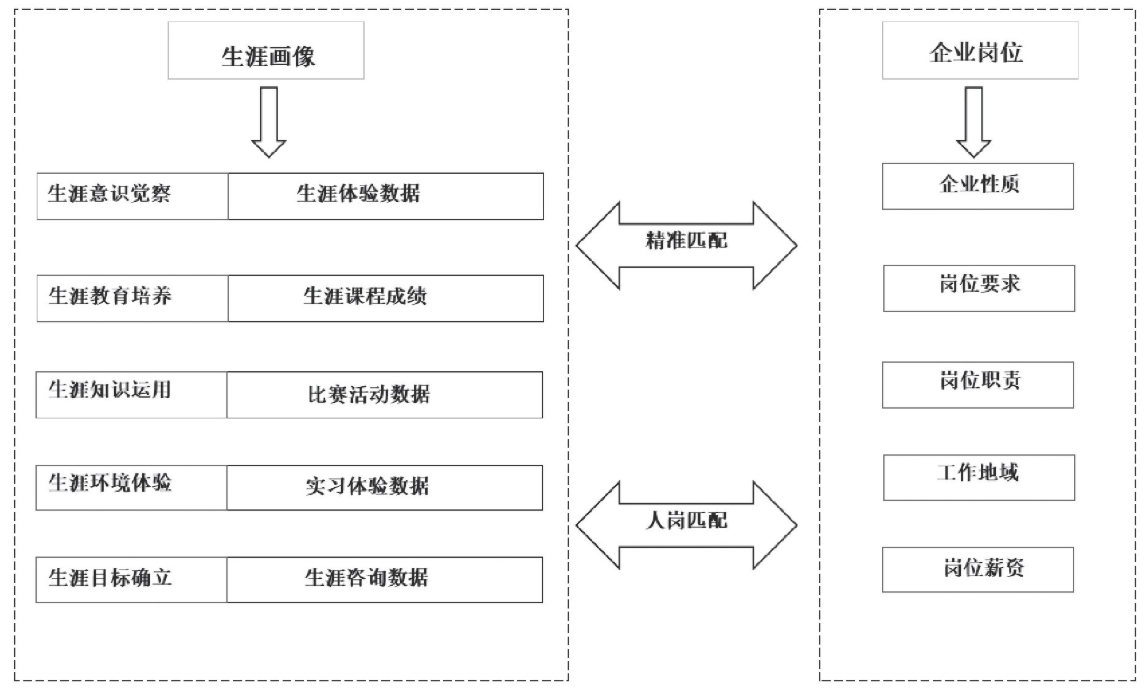 生涯画像
生涯意识觉察 生涯体验数据
生涯教育培养 生涯课程成绩
生涯知识运用 比赛活动数据
生涯环境体验 实习体验数据
生涯目标确立 生涯咨询数据
精准匹配
人岗匹配
企业岗位
企业性质
岗位要求
岗位职责
工作地域
岗位薪资